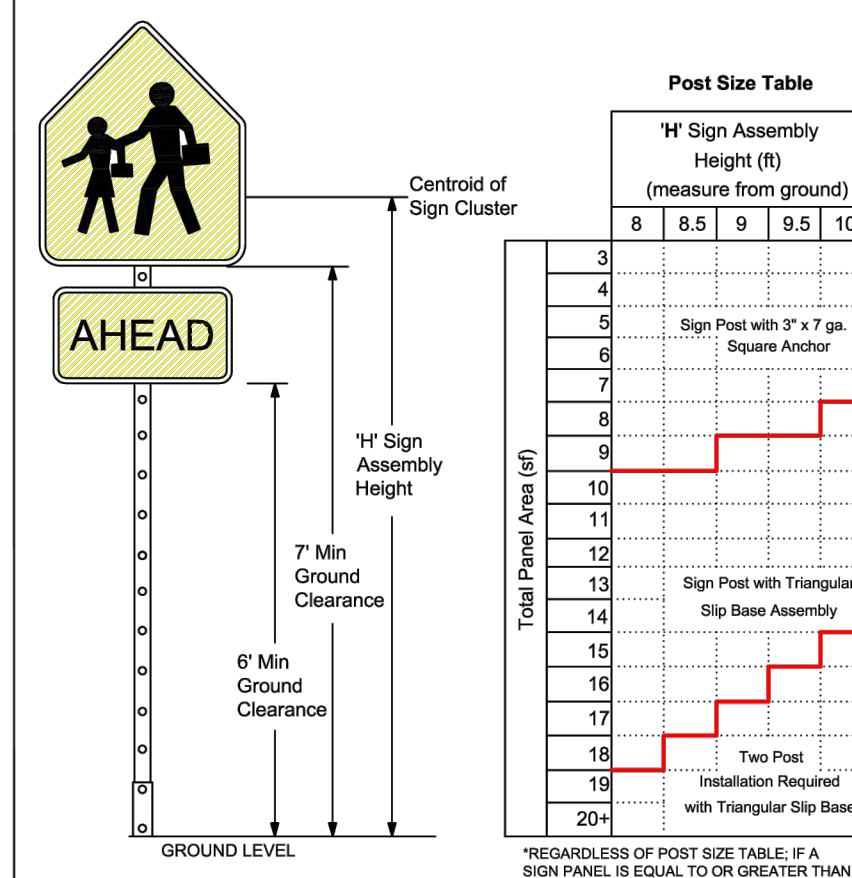 AHEAD
Centroid of
Sign Cluster
'H' Sign
Assembly
Height
7' Min
Ground
Clearance
6' Min
Ground
Clearance
GROUND LEVEL
Post Size Table
'H' Sign Assembly
Height (ft)
(measure from ground)
8 8.5 9 9.5 10
Total Panel Area (sf)
3
4
5
6
7
8
9
10
11
12
13
14
15
16
17
18
19
20+
Sign Post with 3" x 7 ga.
Square Anchor
Sign Post with Triangular
Slip Base Assembly
Two Post
Installation Required
with Triangular Slip Base
*REGARDLESS OF POST SIZE TABLE; IF A
SIGN PANEL IS EQUAL TO OR GREATER THAN